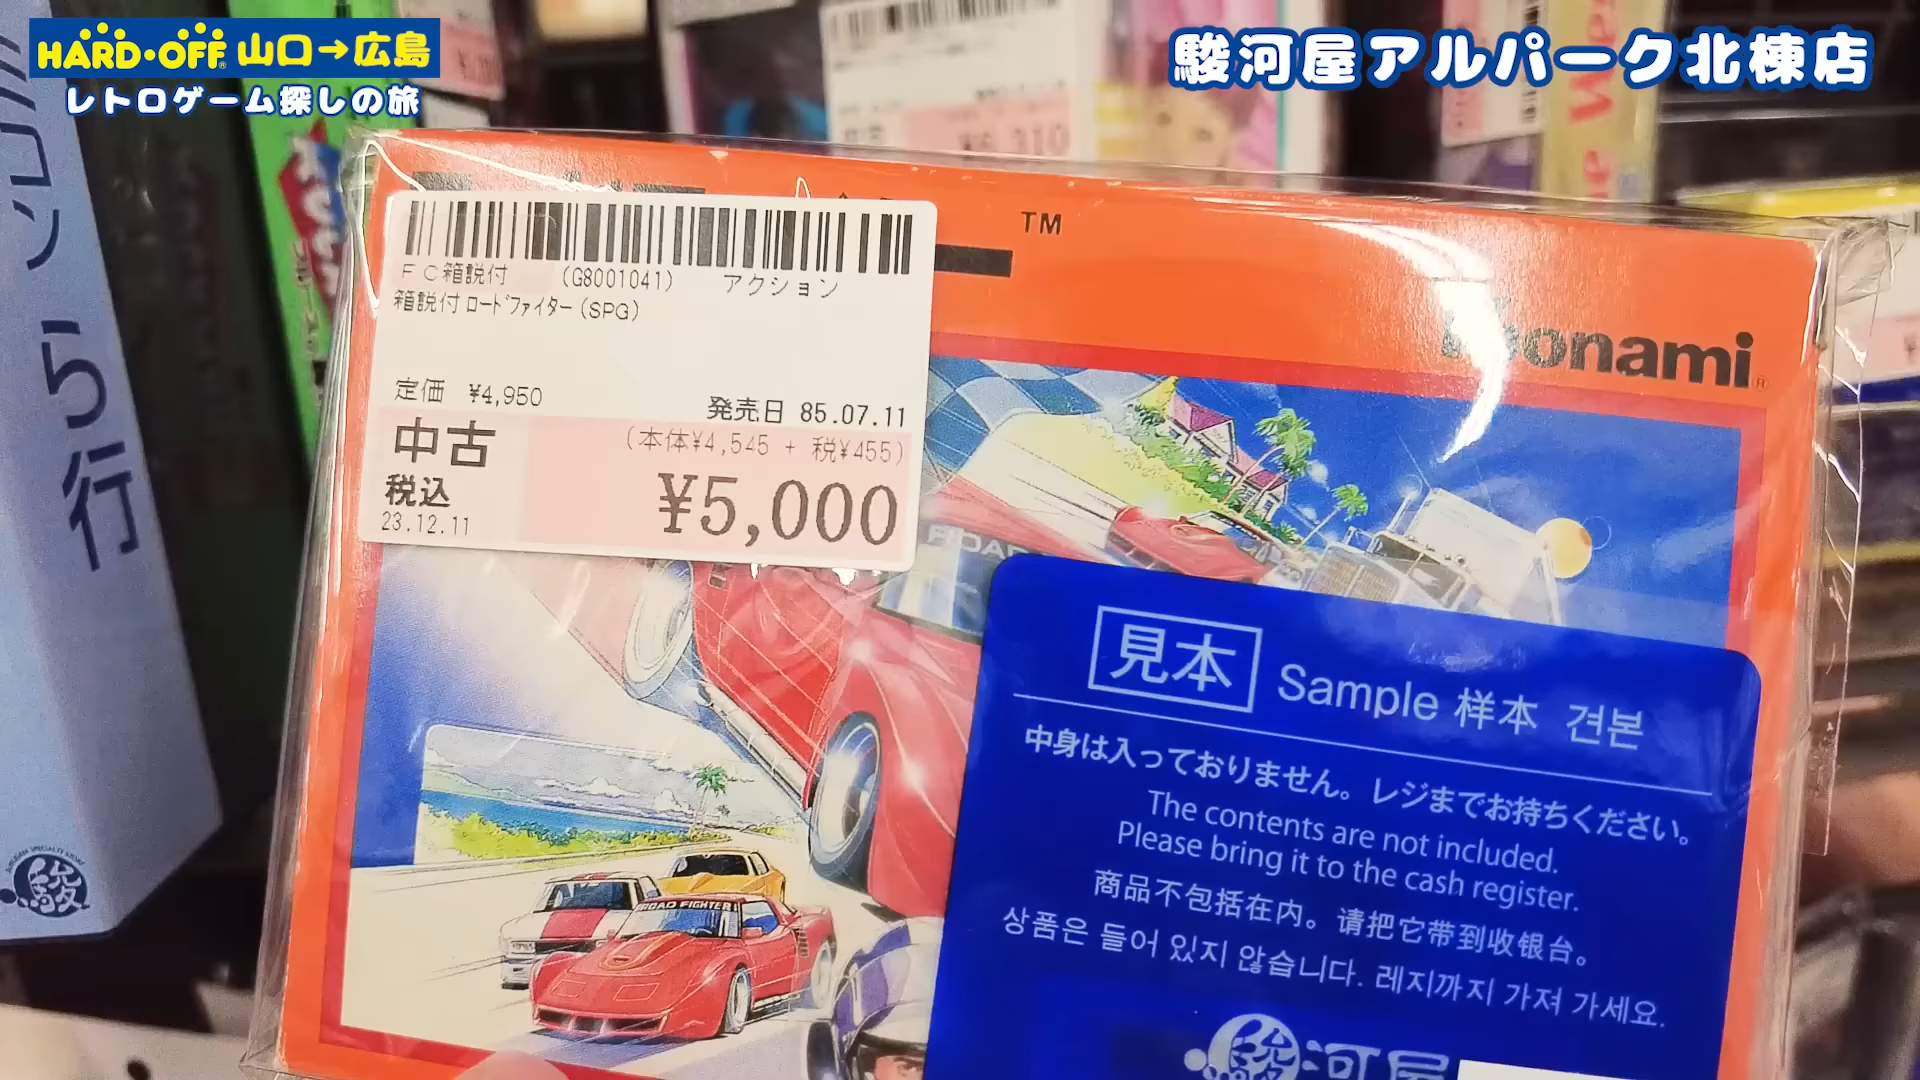 HARD・OFF 山口→広島
レトロゲーム探しの旅
駿河屋アルパーク北棟店
¥6,310
TM
FC箱説付 (G8001041) アクション
箱説付 ロードファイター (SPG)
定価 ¥4,950
発売日 85.07.11
中古 (本体¥4,545 + 税¥455)
税込 ¥5,000
23.12.11
Konami
ら行
ROAD FIGHTER
見本 Sample 样本 견본
中身は入っておりません。レジまでお持ちください。
The contents are not included.
Please bring it to the cash register.
商品不包括在内。请把它带到收银台。
상품은 들어 있지 않습니다. 레지까지 가져 가세요.
駿河屋